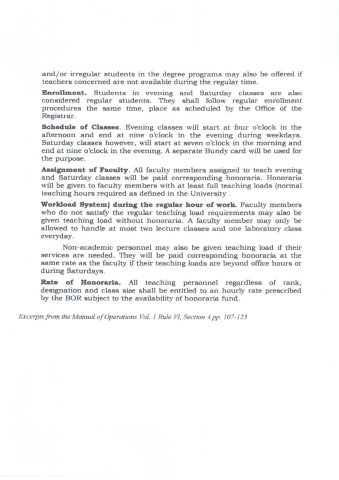 and/or irregular students in the degree programs may also be offered if
teachers concerned are not available during the regular time.
Enrollment. Students in evening and Saturday classes are also
considered regular students. They shall follow regular enrollment
procedures the same time, place as scheduled by the Office of the
Registrar.
Schedule of Classes. Evening classes will start at four o'clock in the
afternoon and end at nine o'clock in the evening during weekdays.
Saturday classes however, will start at seven o'clock in the morning and
end at nine o'clock in the evening. A separate Bundy card will be used for
the purpose.
Assignment of Faculty. All faculty members assigned to teach evening
and Saturday classes will be paid corresponding honoraria. Honoraria
will be given to faculty members with at least full teaching loads (normal
teaching hours required as defined in the University .
Workload System) during the regular hour of work. Faculty members
who do not satisfy the regular teaching load requirements may also be
given teaching load without honoraria. A faculty member may only be
allowed to handle at most two lecture classes and one laboratory class
everyday.
Non-academic personnel may also be given teaching load if their
services are needed. They will be paid corresponding honoraria at the
same rate as the faculty if their teaching loads are beyond office hours or
during Saturdays.
Rate of Honoraria. All teaching personnel regardless of rank,
designation and class size shall be entitled to an hourly rate prescribed
by the BOR subject to the availability of honoraria fund.
Excerpts from the Manual of Operations Vol. 1 Rule VI, Section 4 pp. 107-125